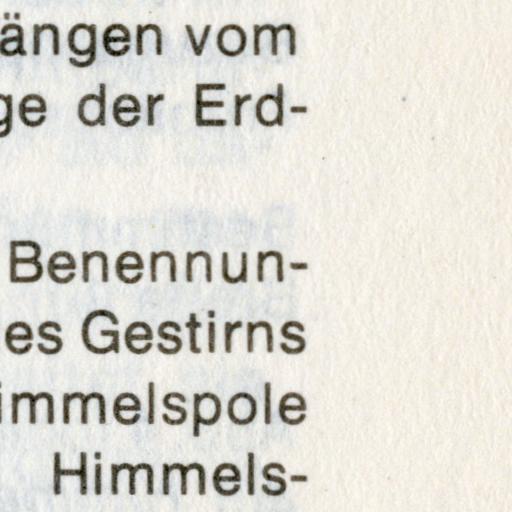 ängen vom
ge der Erd-
Benennun-
es Gestirns
immelspole
Himmels-